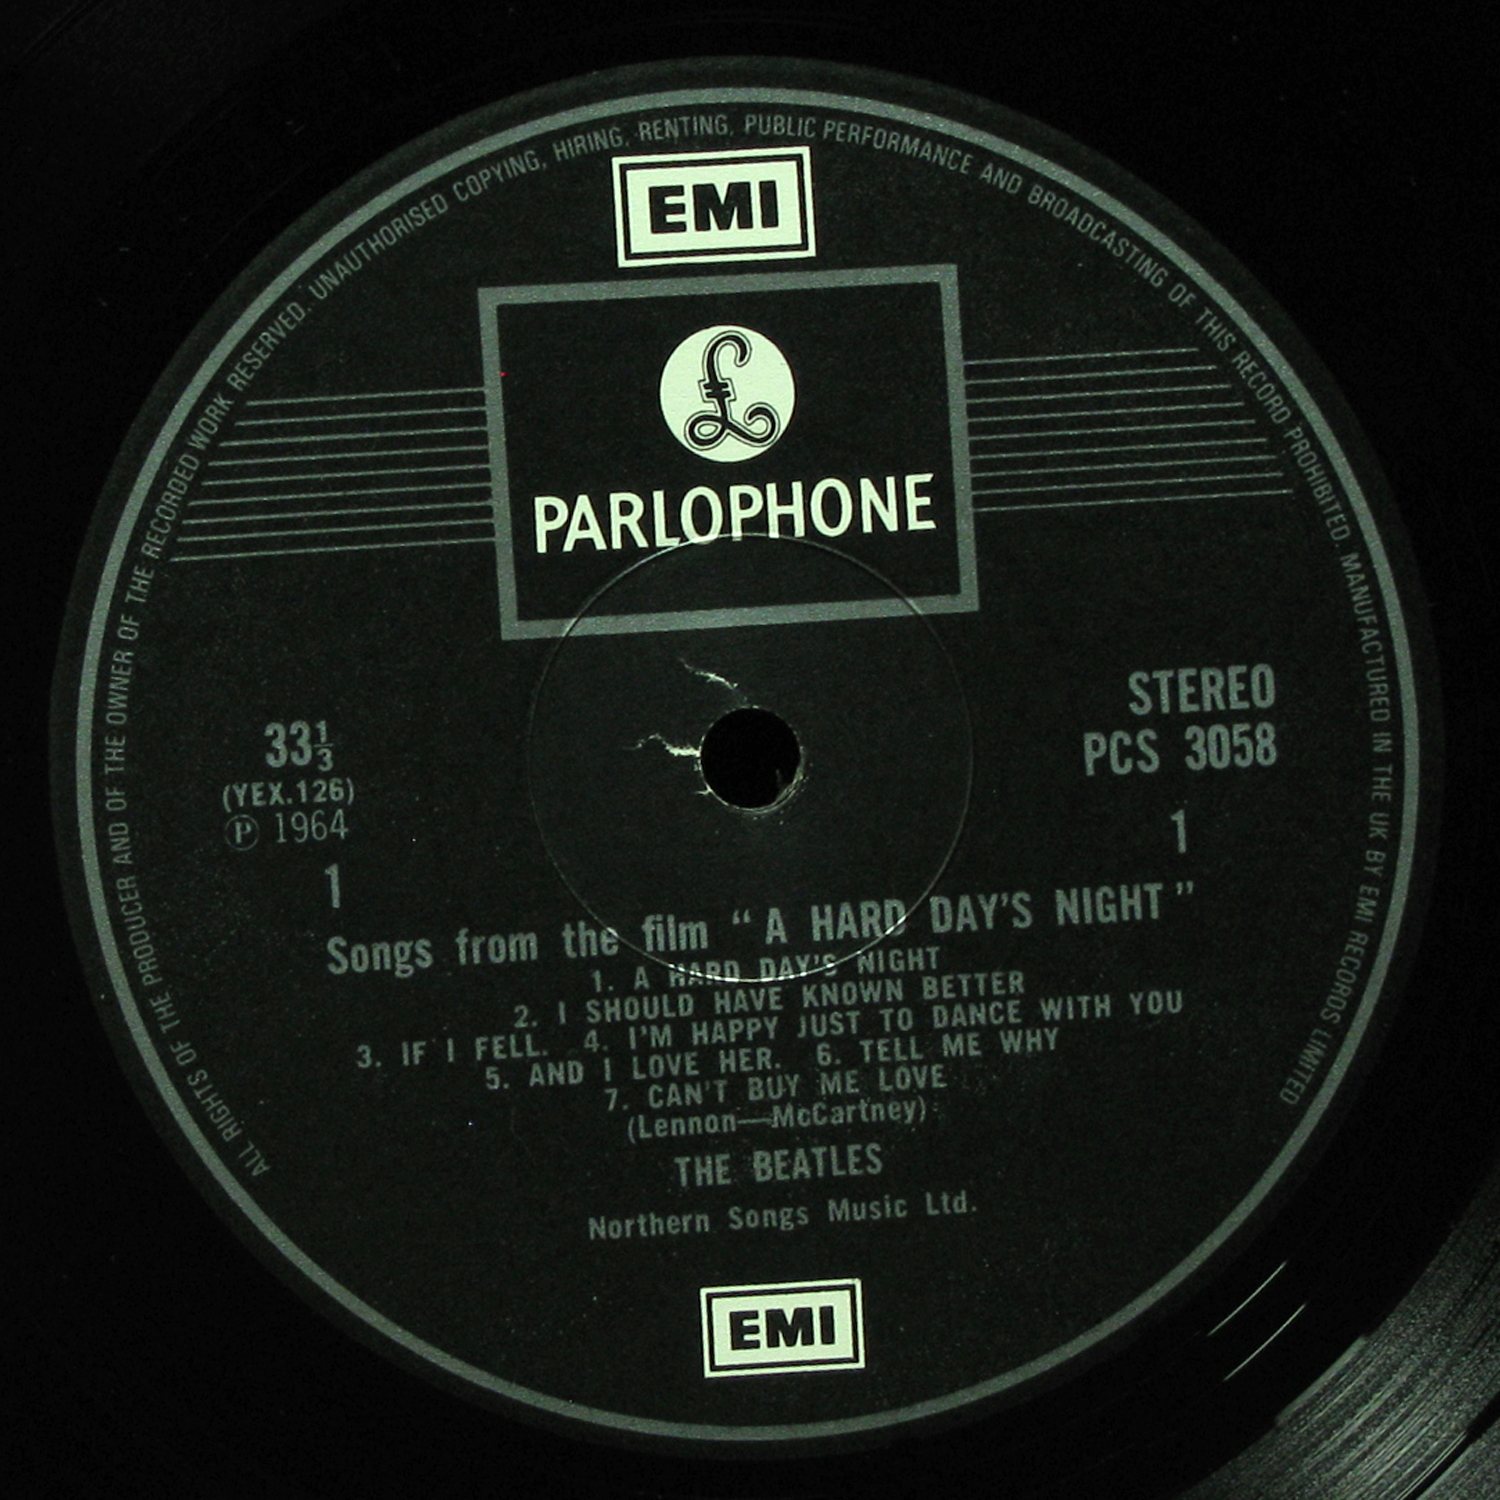 ALL RIGHTS OF THE PRODUCER AND OF THE OWNER OF THE RECORDED WORK RESERVED. UNAUTHORISED COPYING, HIRING, RENTING, PUBLIC PERFORMANCE AND BROADCASTING OF THIS RECORD PROHIBITED. MANUFACTURED IN THE UK BY EMI RECORDS LIMITED
EMI
£
PARLOPHONE
STEREO
33⅓
PCS 3058
(YEX.126)
℗ 1964
1
1
Songs from the film "A HARD DAY'S NIGHT"
1. A HARD DAY'S NIGHT
2. I SHOULD HAVE KNOWN BETTER
3. IF I FELL. 4. I'M HAPPY JUST TO DANCE WITH YOU
5. AND I LOVE HER. 6. TELL ME WHY
7. CAN'T BUY ME LOVE
(Lennon—McCartney)
THE BEATLES
Northern Songs Music Ltd.
EMI